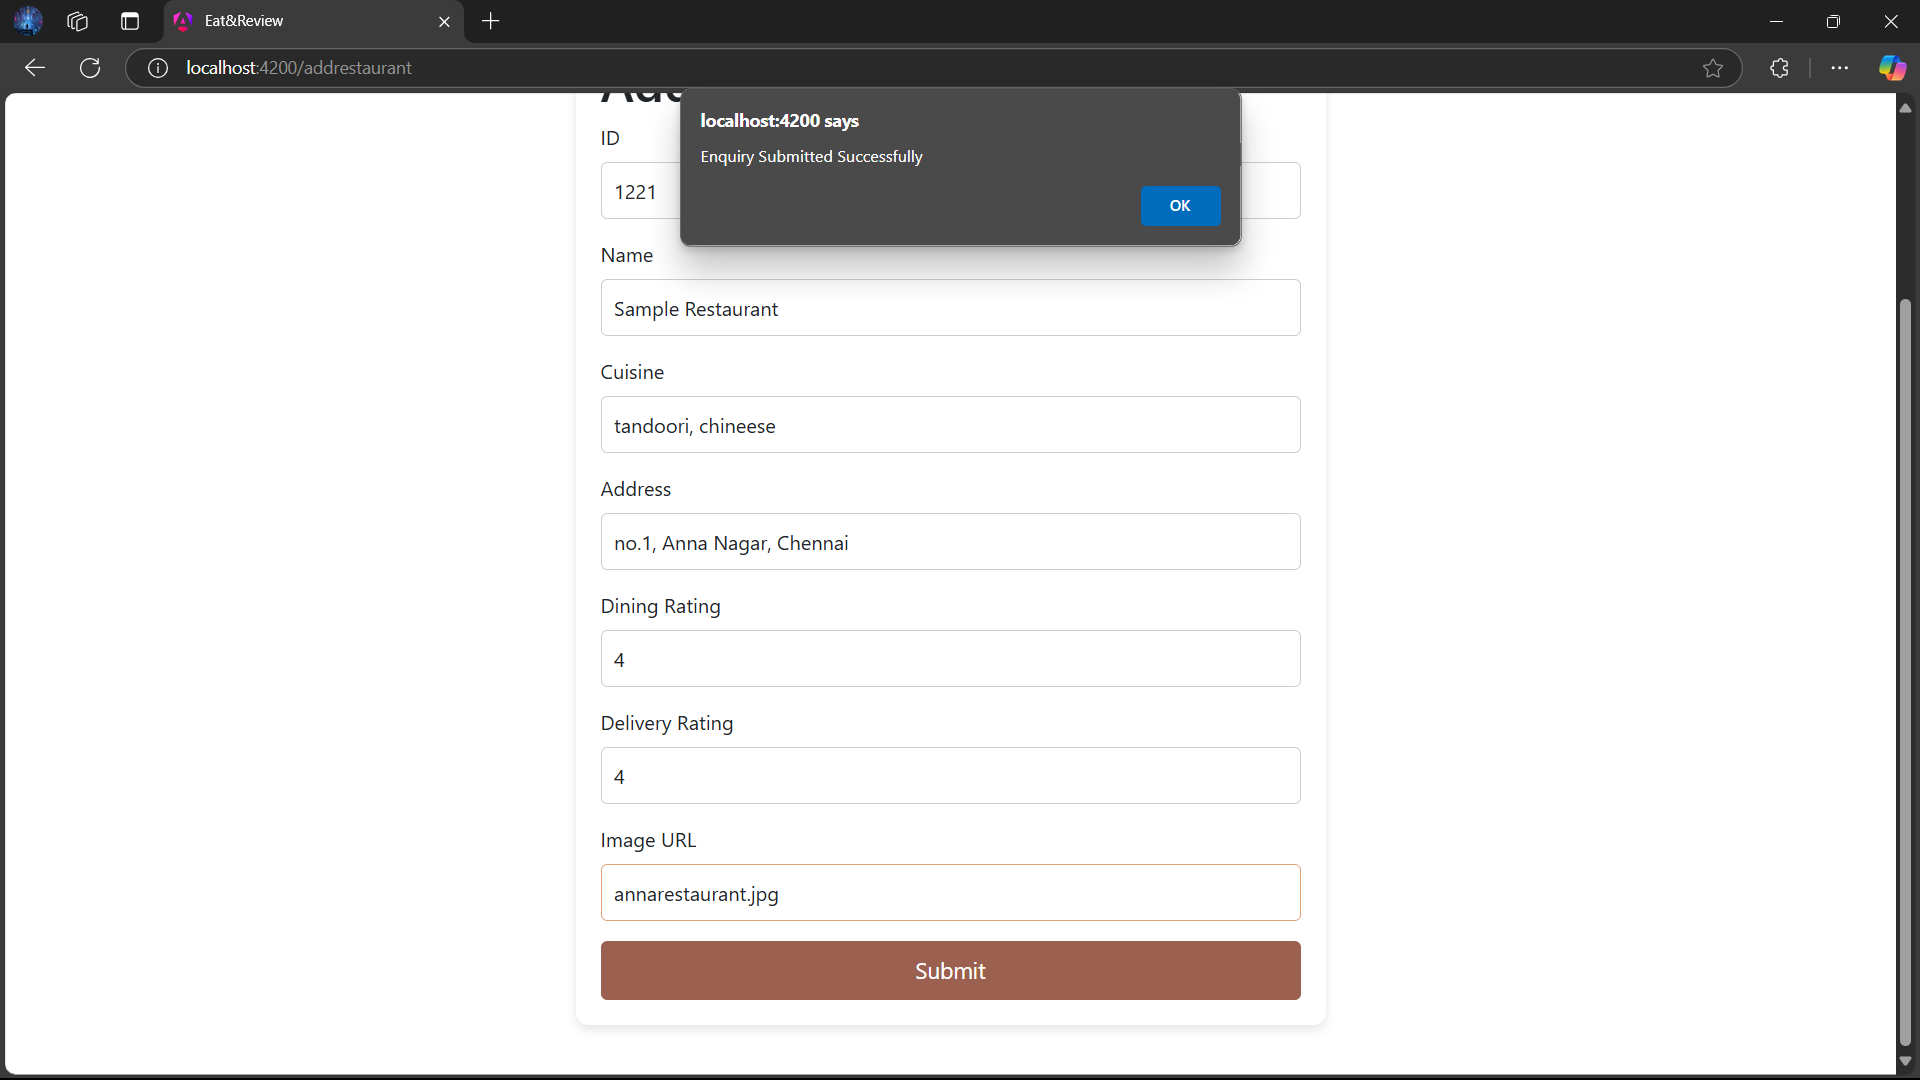 Eat&Review
localhost:4200/addrestaurant
localhost:4200 says
Enquiry Submitted Successfully
OK
ID
1221
Name
Sample Restaurant
Cuisine
tandoori, chineese
Address
no.1, Anna Nagar, Chennai
Dining Rating
4
Delivery Rating
4
Image URL
annarestaurant.jpg
Submit